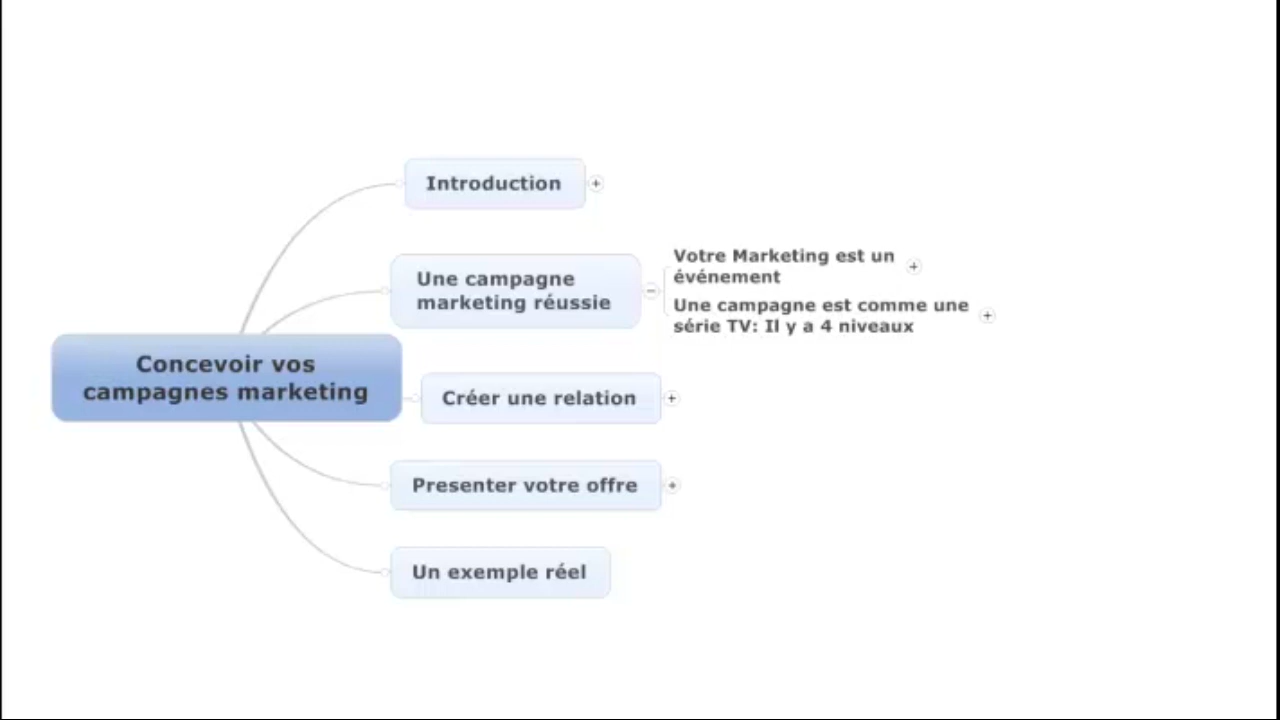 Introduction
Votre Marketing est un
événement
Une campagne
marketing réussie
Une campagne est comme une
série TV: Il y a 4 niveaux
Concevoir vos
campagnes marketing
Créer une relation
Presenter votre offre
Un exemple réel